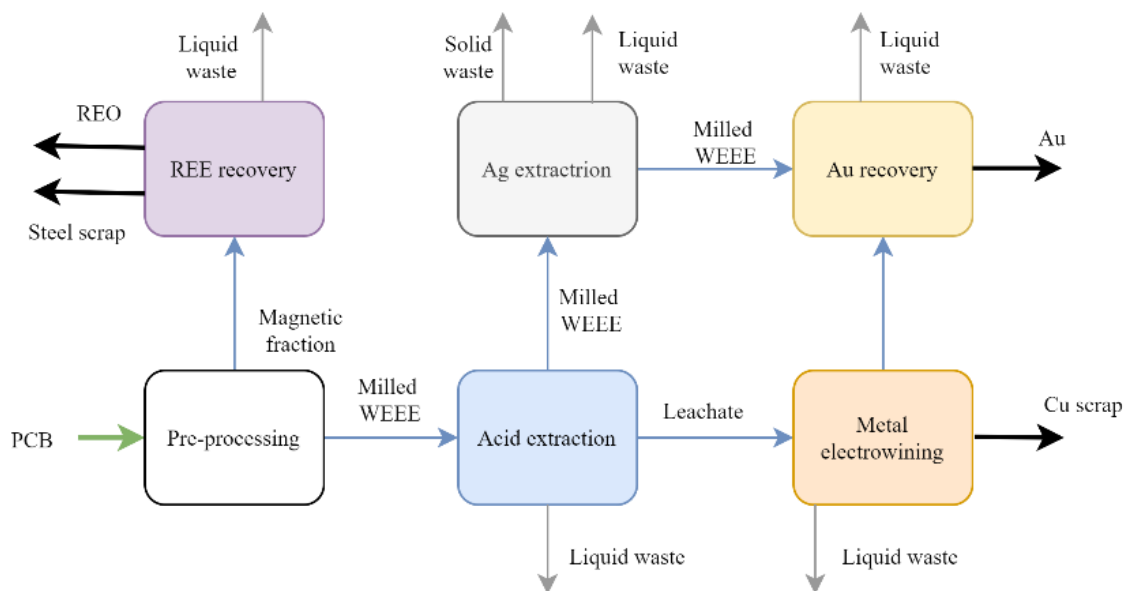 Liquid
waste
Solid
waste
Liquid
waste
Liquid
waste
REO
REE recovery
Steel scrap
Ag extractrion
Milled
WEEE
Au recovery
Au
Magnetic
fraction
Milled
WEEE
PCB
Pre-processing
Milled
WEEE
Acid extraction
Leachate
Metal
electrowining
Cu scrap
Liquid waste
Liquid waste